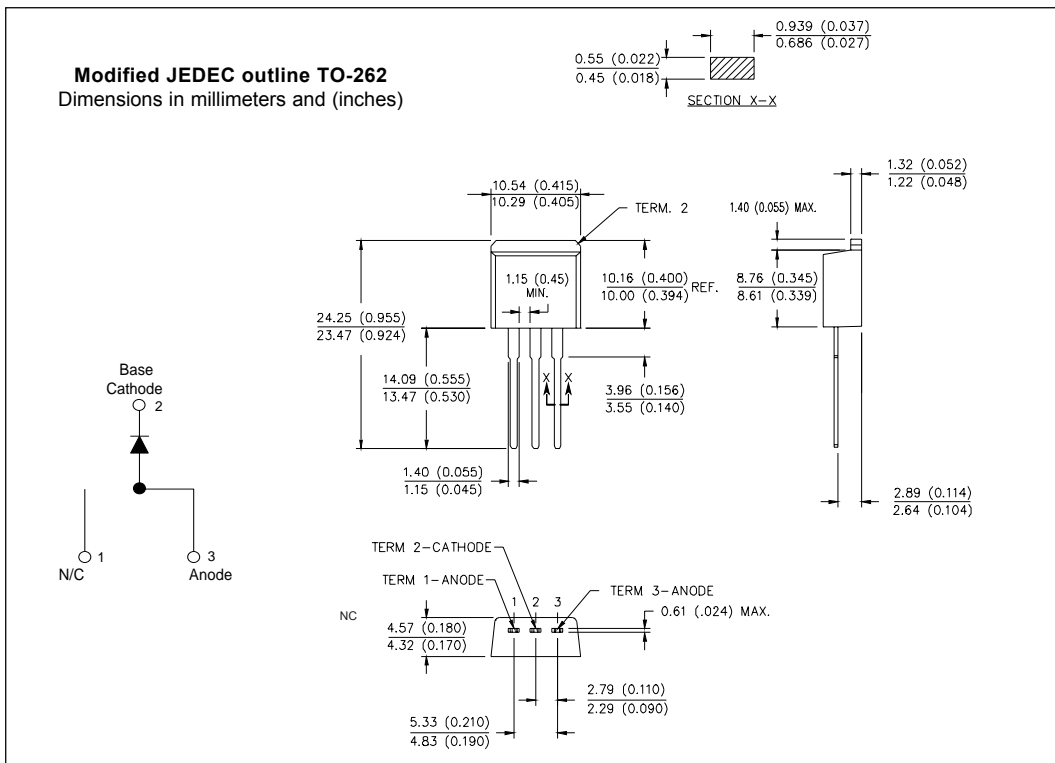 Modified JEDEC outline TO-262
Dimensions in millimeters and (inches)
0.939 (0.037)
0.686 (0.027)
0.55 (0.022)
0.45 (0.018)
SECTION X-X
1.32 (0.052)
1.22 (0.048)
10.54 (0.415)
10.29 (0.405)
TERM. 2
1.40 (0.055) MAX.
1.15 (0.45)
MIN.
10.16 (0.400)
10.00 (0.394)
REF.
8.76 (0.345)
8.61 (0.339)
24.25 (0.955)
23.47 (0.924)
14.09 (0.555)
13.47 (0.530)
X X
3.96 (0.156)
3.55 (0.140)
Base
Cathode
2
1.40 (0.055)
1.15 (0.045)
2.89 (0.114)
2.64 (0.104)
1
N/C
3
Anode
TERM 2-CATHODE
TERM 1-ANODE
TERM 3-ANODE
1 2 3
0.61 (.024) MAX.
NC
4.57 (0.180)
4.32 (0.170)
2.79 (0.110)
2.29 (0.090)
5.33 (0.210)
4.83 (0.190)